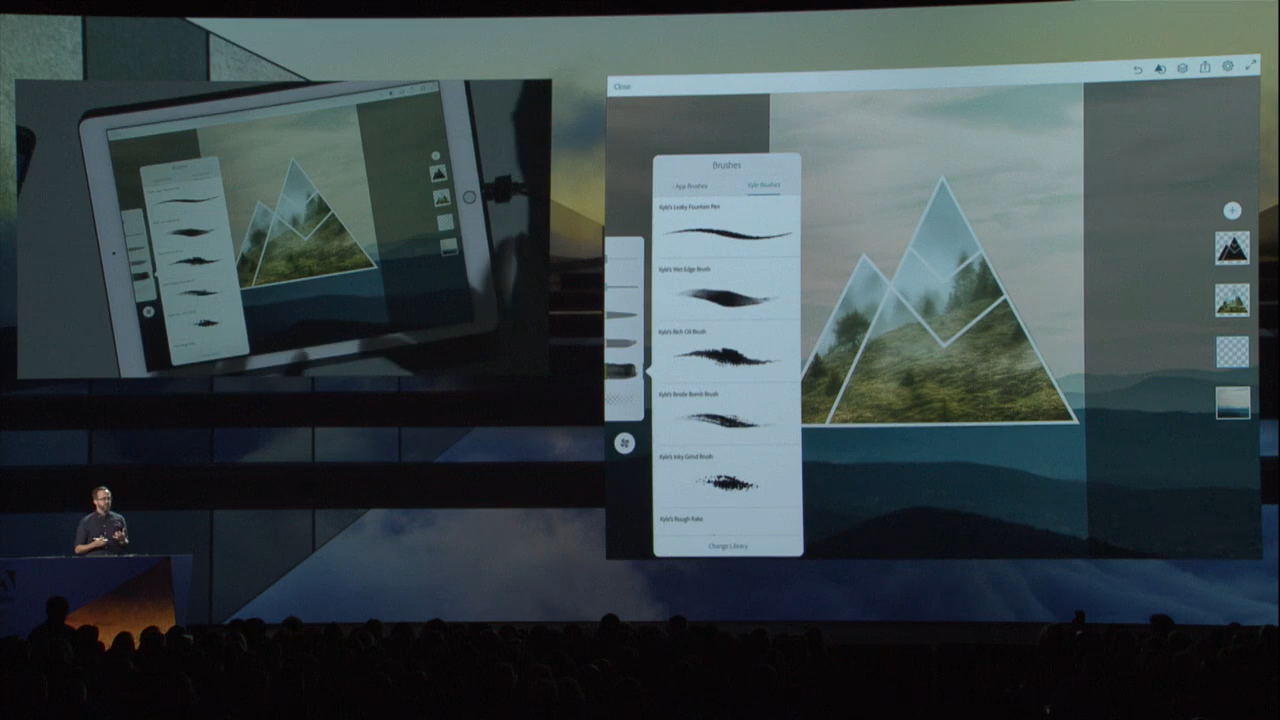 Close
Brushes
‹ App Brushes
Kyle Brushes
Kyle's Leaky Fountain Pen
Kyle's Wet Edge Brush
Kyle's Rich Oil Brush
Kyle's Bristle Bomb Brush
Kyle's Inky Grind Brush
Kyle's Rough Rake
Change Library